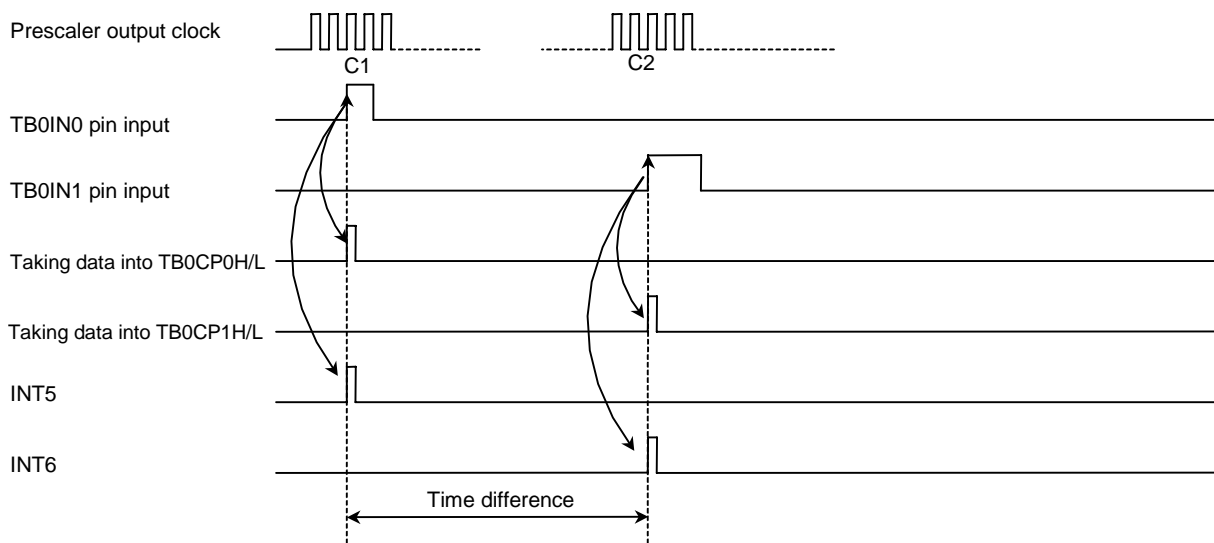 Prescaler output clock
C1
C2
TB0IN0 pin input
TB0IN1 pin input
Taking data into TB0CP0H/L
Taking data into TB0CP1H/L
INT5
INT6
Time difference